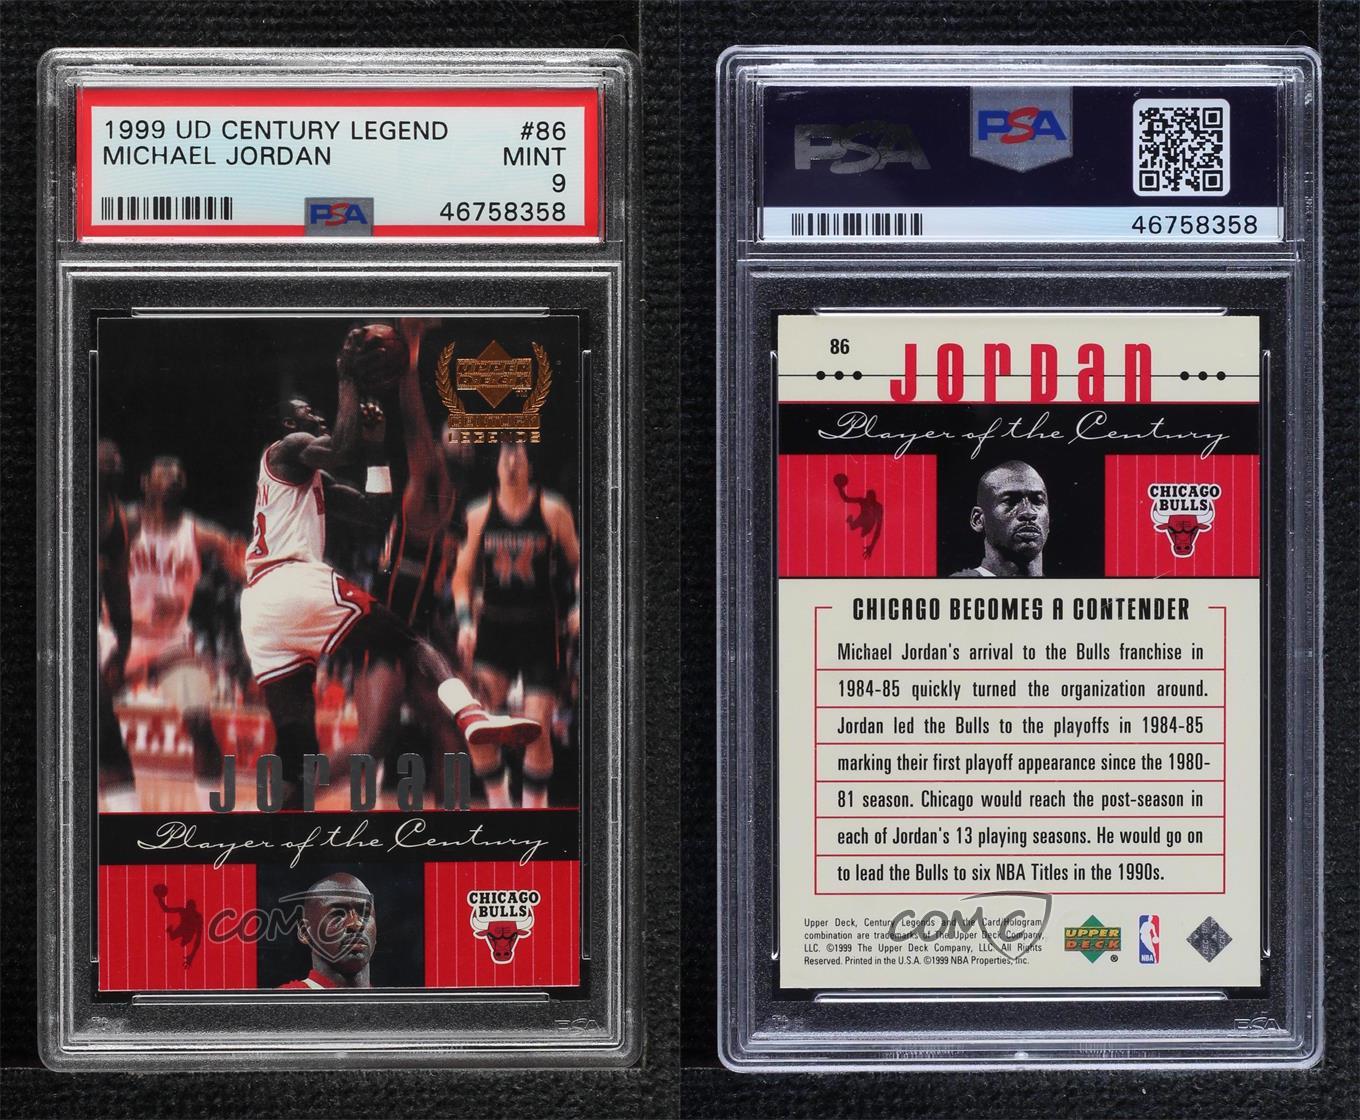 1999 UD CENTURY LEGEND #86
MICHAEL JORDAN MINT
9
PSA 46758358
UPPER
DECK
CENTURY
LEGENDS
JORDAN
Player of the Century
CHICAGO
BULLS
COMC
PSA
PSA PSA
46758358
86
JORDAN
Player of the Century
CHICAGO
BULLS
CHICAGO BECOMES A CONTENDER
Michael Jordan's arrival to the Bulls franchise in
1984-85 quickly turned the organization around.
Jordan led the Bulls to the playoffs in 1984-85
marking their first playoff appearance since the 1980-
81 season. Chicago would reach the post-season in
each of Jordan's 13 playing seasons. He would go on
to lead the Bulls to six NBA Titles in the 1990s.
Upper Deck, Century Legends and the Card/Hologram
combination are trademarks of The Upper Deck Company,
LLC. ©1999 The Upper Deck Company, LLC. All Rights
Reserved. Printed in the U.S.A. ©1999 NBA Properties, Inc.
UPPER
DECK
®
NBA
COMC
PSA